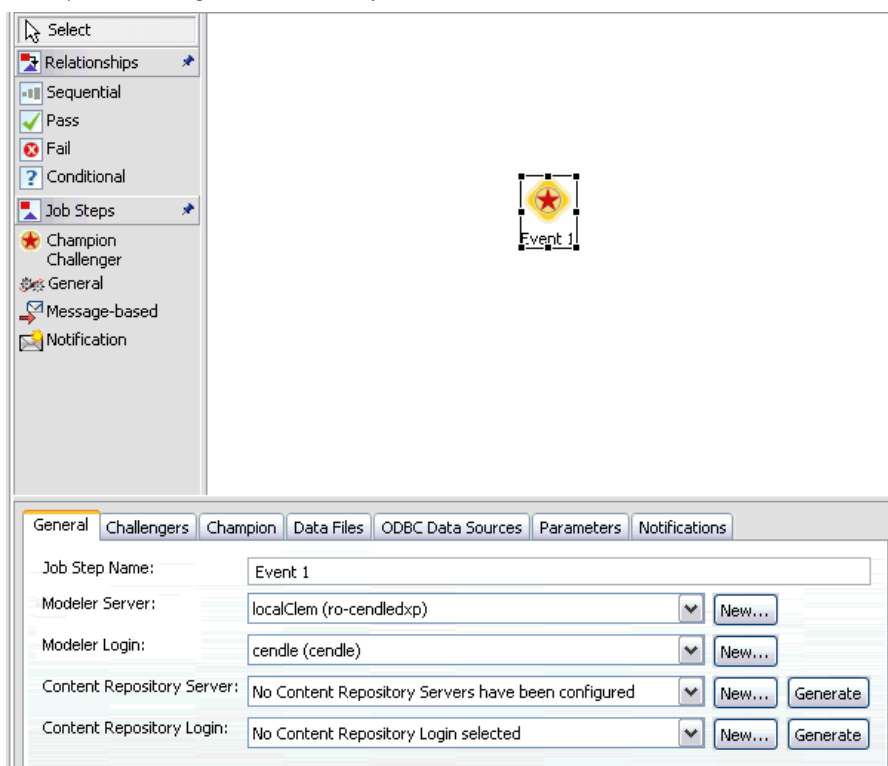 Select
Relationships
Sequential
Pass
Fail
Conditional
Job Steps
Champion
Challenger
General
Message-based
Notification
Event 1
General Challengers Champion Data Files ODBC Data Sources Parameters Notifications
Job Step Name: Event 1
Modeler Server: localClem (ro-cendledxp) New...
Modeler Login: cendle (cendle) New...
Content Repository Server: No Content Repository Servers have been configured New... Generate
Content Repository Login: No Content Repository Login selected New... Generate